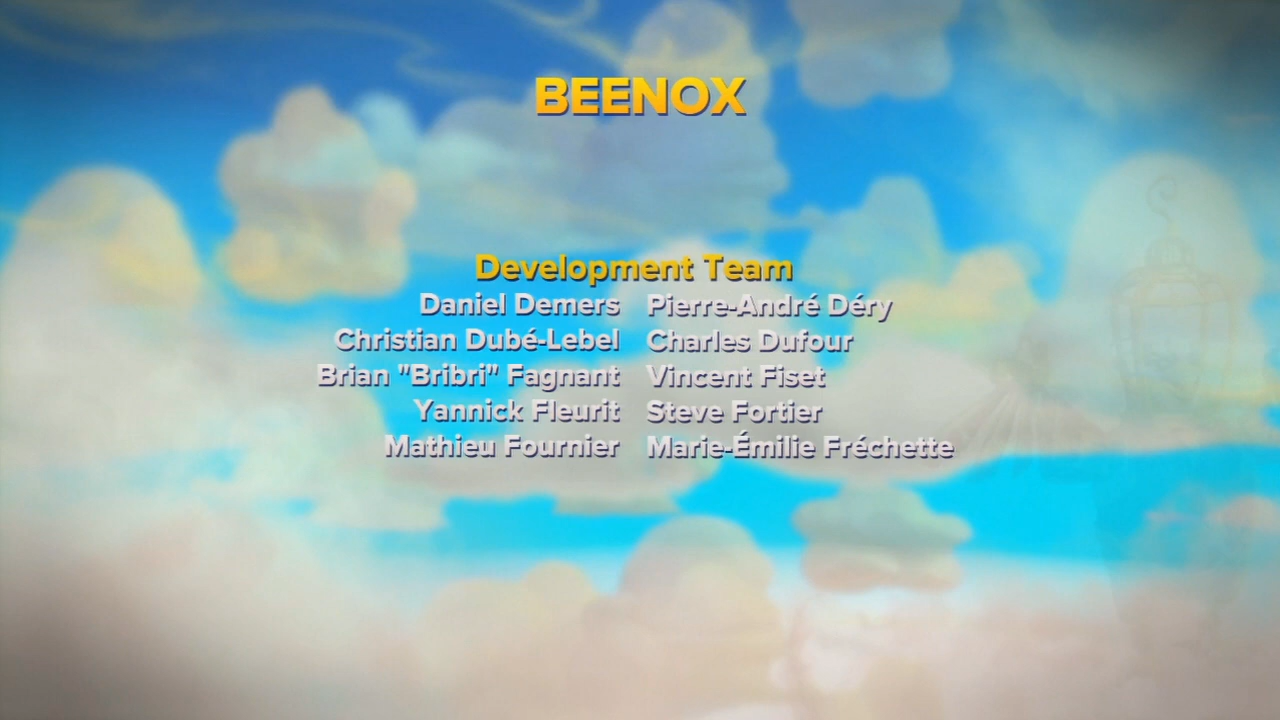 BEENOX
Development Team
Daniel Demers Pierre-André Déry
Christian Dubé-Lebel Charles Dufour
Brian "Bribri" Fagnant Vincent Fiset
Yannick Fleurit Steve Fortier
Mathieu Fournier Marie-Émilie Fréchette